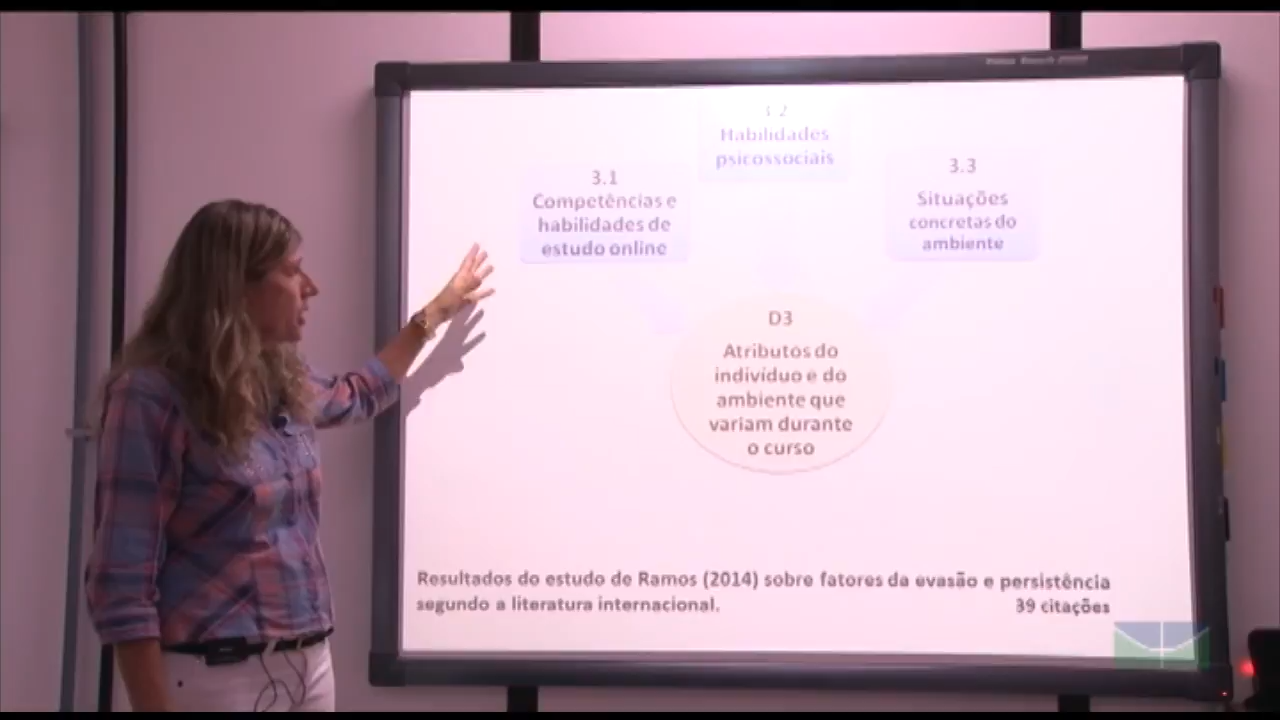 3.2
Habilidades
psicossociais
3.1
Competências e
habilidades de
estudo online
3.3
Situações
concretas do
ambiente
D3
Atributos do
indivíduo e do
ambiente que
variam durante
o curso
Resultados do estudo de Ramos (2014) sobre fatores da evasão e persistência
segundo a literatura internacional.
39 citações